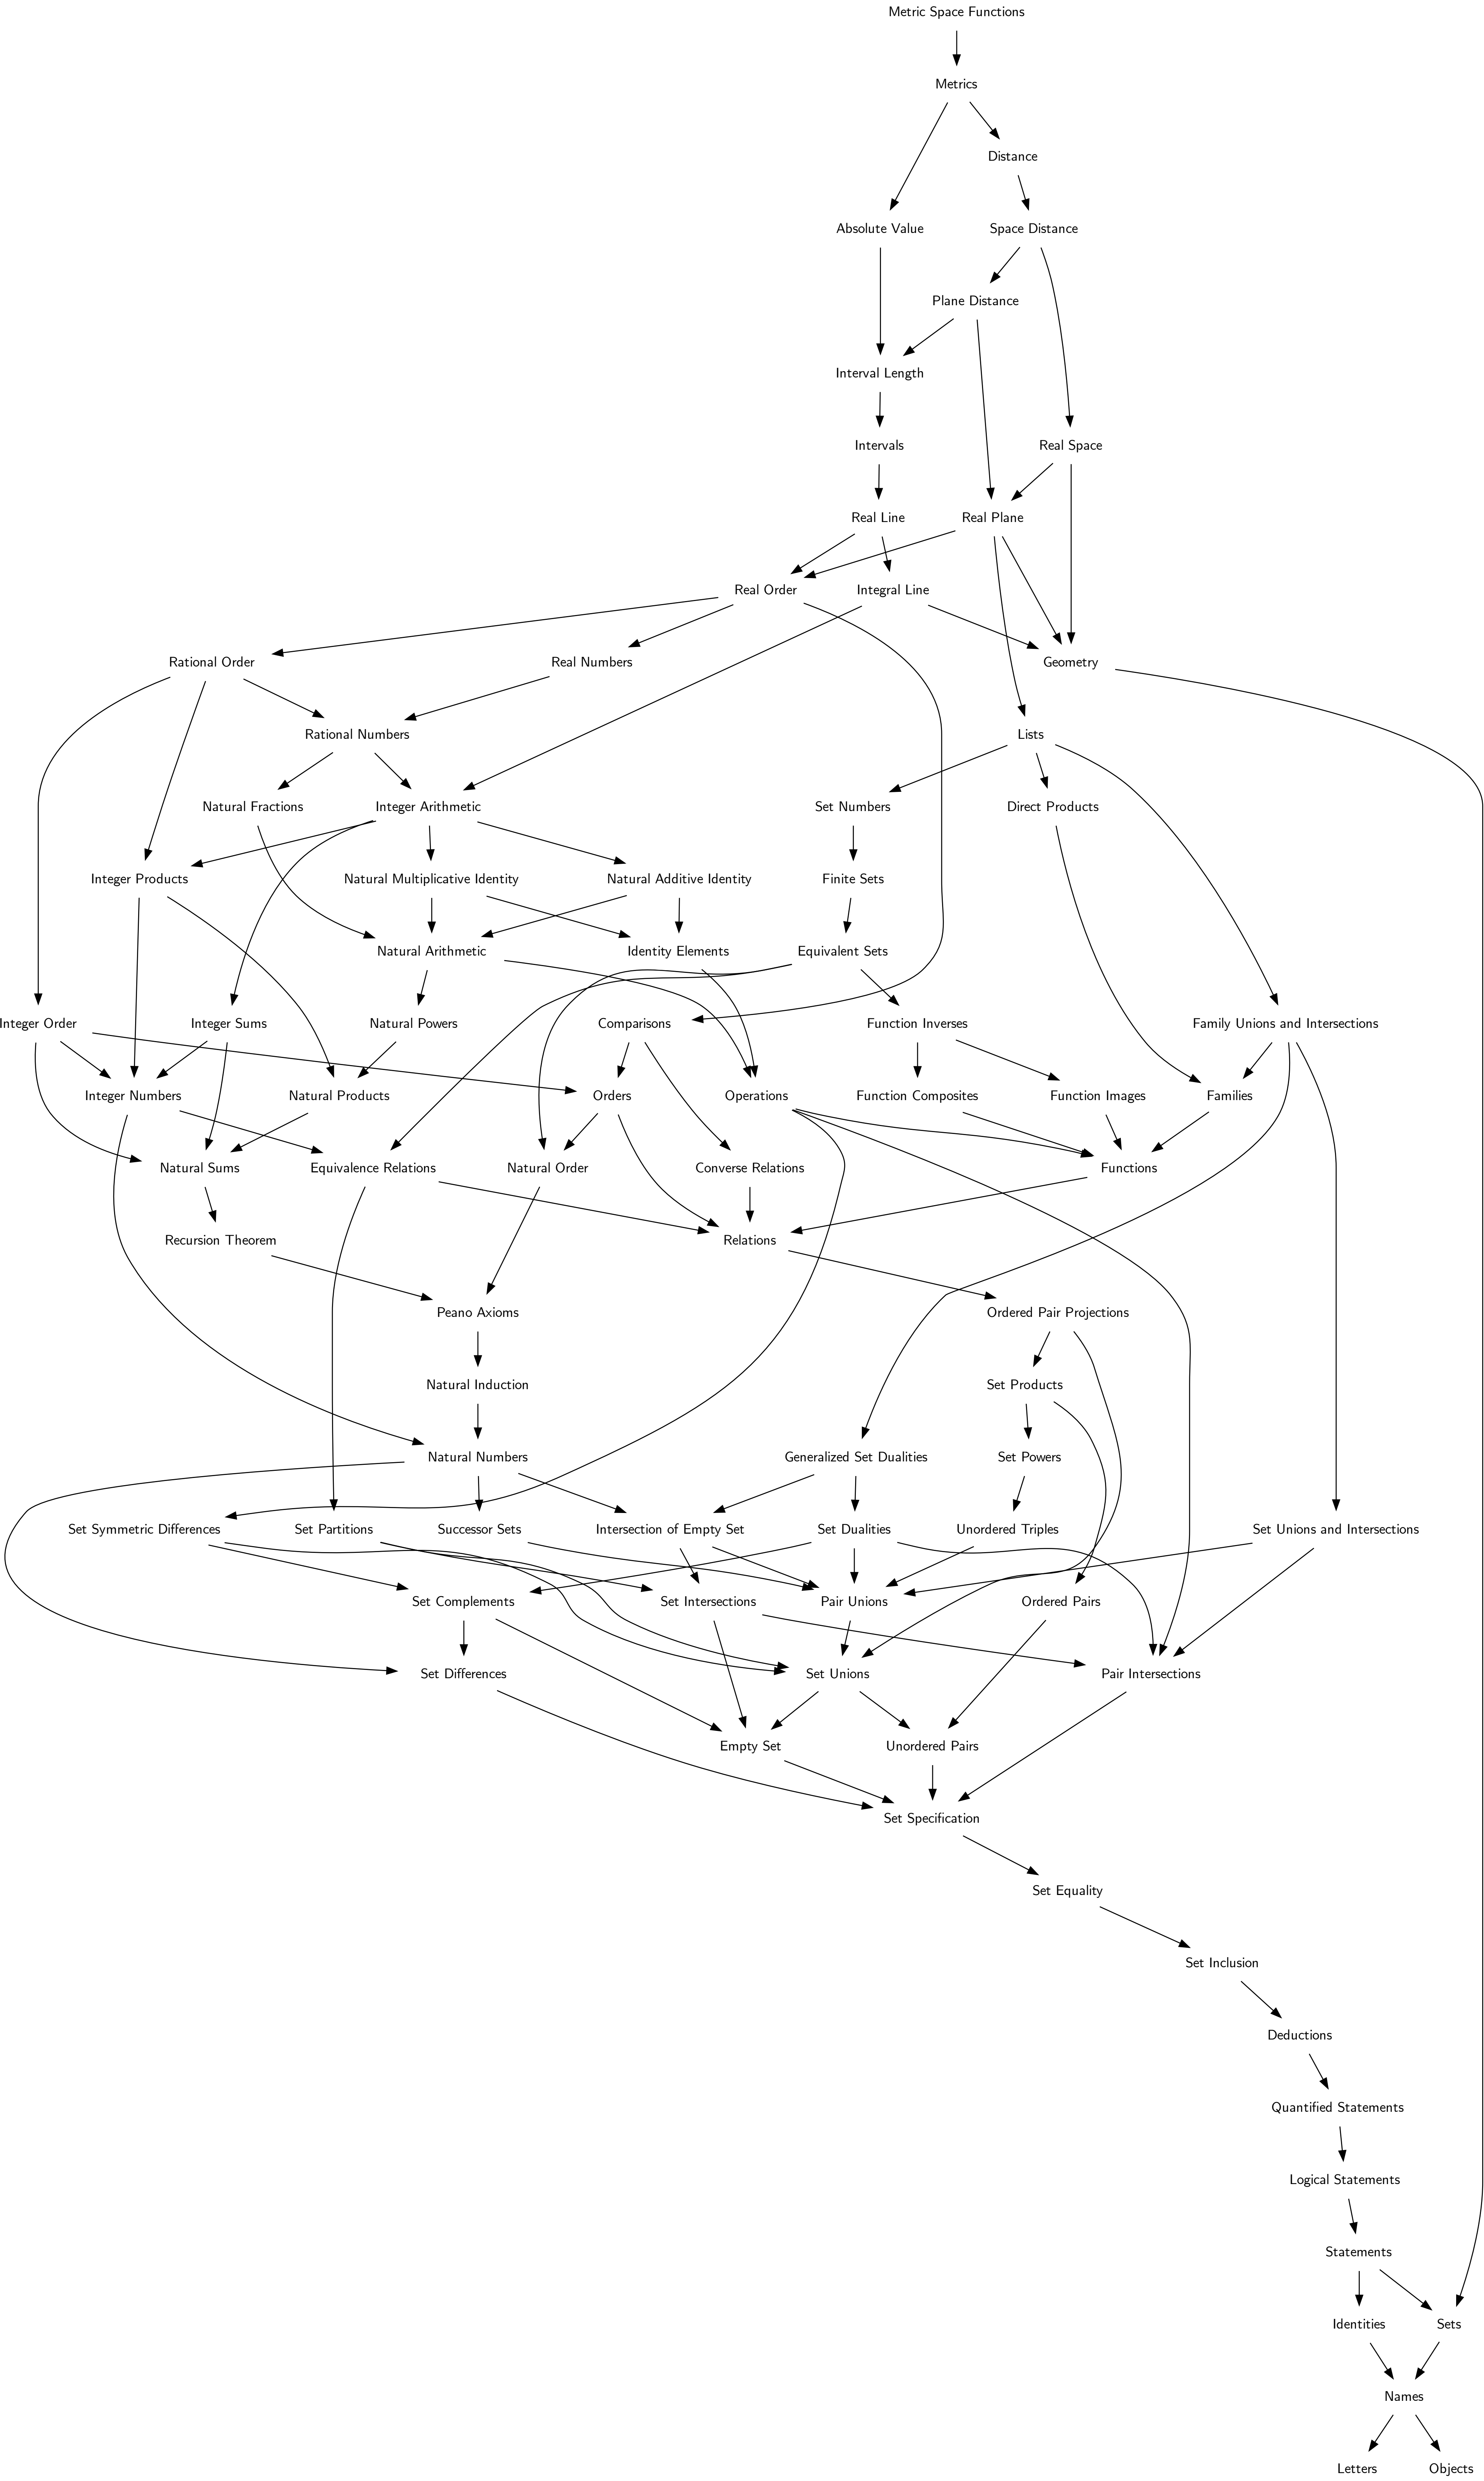 Metric Space Functions
Metrics
Distance
Absolute Value
Space Distance
Plane Distance
Interval Length
Intervals
Real Space
Real Line
Real Plane
Real Order
Integral Line
Rational Order
Real Numbers
Geometry
Rational Numbers
Lists
Natural Fractions
Integer Arithmetic
Set Numbers
Direct Products
Integer Products
Natural Multiplicative Identity
Natural Additive Identity
Finite Sets
Natural Arithmetic
Identity Elements
Equivalent Sets
Integer Order
Integer Sums
Natural Powers
Comparisons
Function Inverses
Family Unions and Intersections
Integer Numbers
Natural Products
Orders
Operations
Function Composites
Function Images
Families
Natural Sums
Equivalence Relations
Natural Order
Converse Relations
Functions
Recursion Theorem
Relations
Peano Axioms
Ordered Pair Projections
Natural Induction
Set Products
Natural Numbers
Generalized Set Dualities
Set Powers
Set Symmetric Differences
Set Partitions
Successor Sets
Intersection of Empty Set
Set Dualities
Unordered Triples
Set Unions and Intersections
Set Complements
Set Intersections
Pair Unions
Ordered Pairs
Set Differences
Set Unions
Pair Intersections
Empty Set
Unordered Pairs
Set Specification
Set Equality
Set Inclusion
Deductions
Quantified Statements
Logical Statements
Statements
Identities
Sets
Names
Letters
Objects